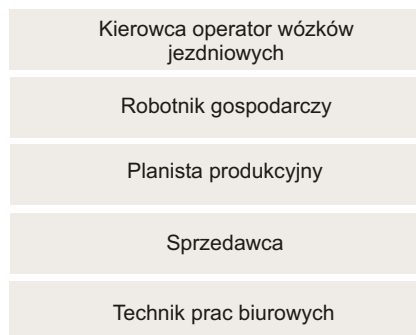 Kierowca operator wózków
jezdniowych
Robotnik gospodarczy
Planista produkcyjny
Sprzedawca
Technik prac biurowych